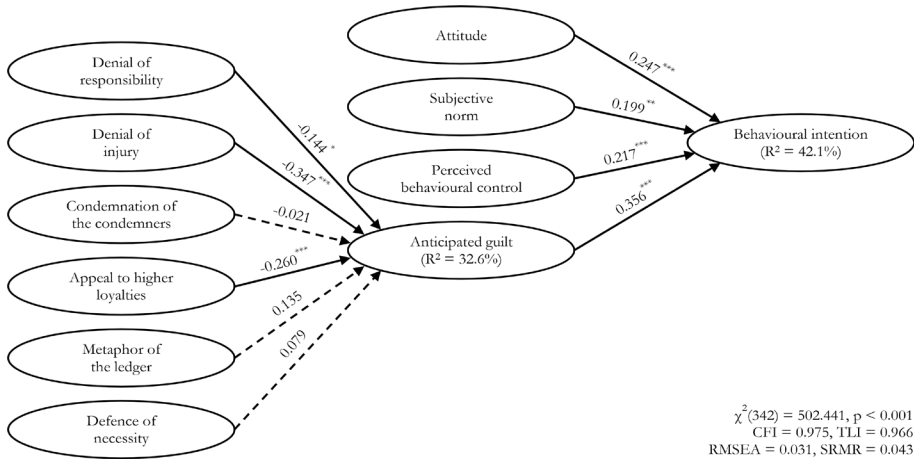 Denial of
responsibility
Denial of
injury
Condemnation of
the condemners
Appeal to higher
loyalties
Metaphor of
the ledger
Defence of
necessity
-0.144 *
-0.347 ***
-0.021
-0.260 ***
0.135
0.079
Attitude
Subjective
norm
Perceived
behavioural control
Anticipated guilt
(R² = 32.6%)
0.247 ***
0.199 **
0.217 ***
0.356 ***
Behavioural intention
(R² = 42.1%)
χ²(342) = 502.441, p < 0.001
CFI = 0.975, TLI = 0.966
RMSEA = 0.031, SRMR = 0.043